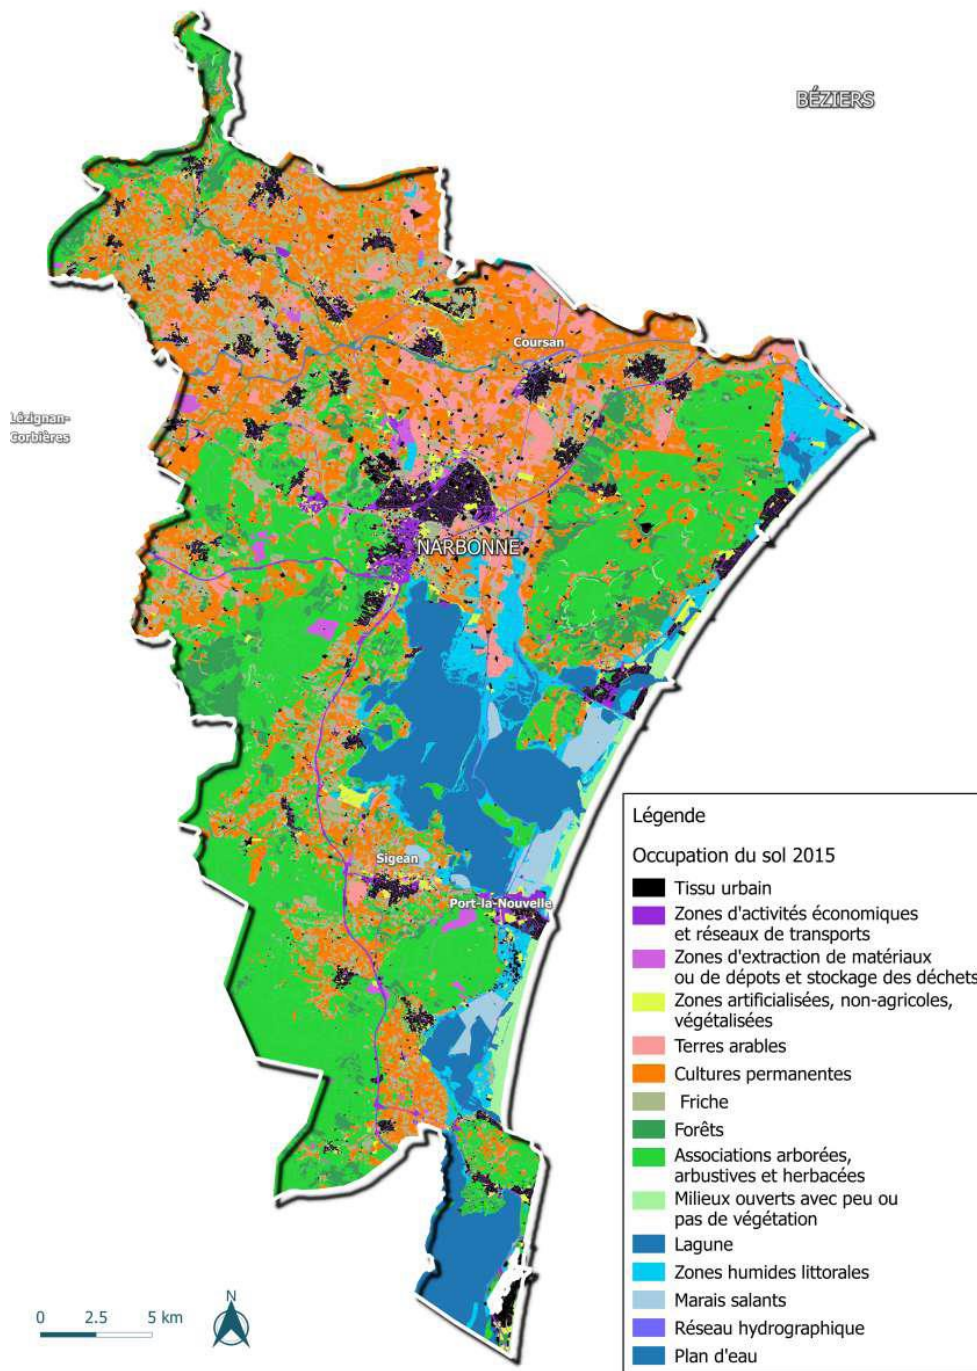 BÉZIERS
Coursan
Lézignan-
Corbières
NARBONNE
Sigean
Port-la-Nouvelle
Légende
Occupation du sol 2015
Tissu urbain
Zones d'activités économiques
et réseaux de transports
Zones d'extraction de matériaux
ou de dépots et stockage des déchets
Zones artificialisées, non-agricoles,
végétalisées
Terres arables
Cultures permanentes
Friche
Forêts
Associations arborées,
arbustives et herbacées
Milieux ouverts avec peu ou
pas de végétation
Lagune
Zones humides littorales
Marais salants
Réseau hydrographique
Plan d'eau
0 2.5 5 km
N